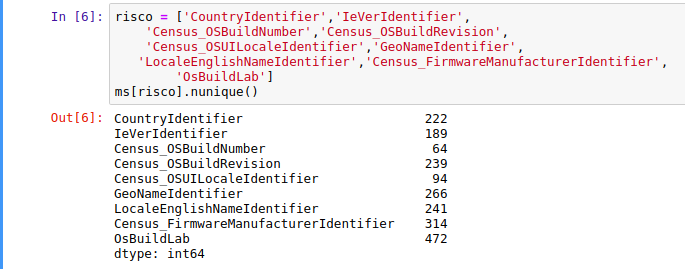 In [6]: risco = ['CountryIdentifier','IeVerIdentifier',
'Census_OSBuildNumber','Census_OSBuildRevision',
'Census_OSUILocaleIdentifier','GeoNameIdentifier',
'LocaleEnglishNameIdentifier','Census_FirmwareManufacturerIdentifier',
'OsBuildLab']
ms[risco].nunique()
Out[6]: CountryIdentifier 222
IeVerIdentifier 189
Census_OSBuildNumber 64
Census_OSBuildRevision 239
Census_OSUILocaleIdentifier 94
GeoNameIdentifier 266
LocaleEnglishNameIdentifier 241
Census_FirmwareManufacturerIdentifier 314
OsBuildLab 472
dtype: int64